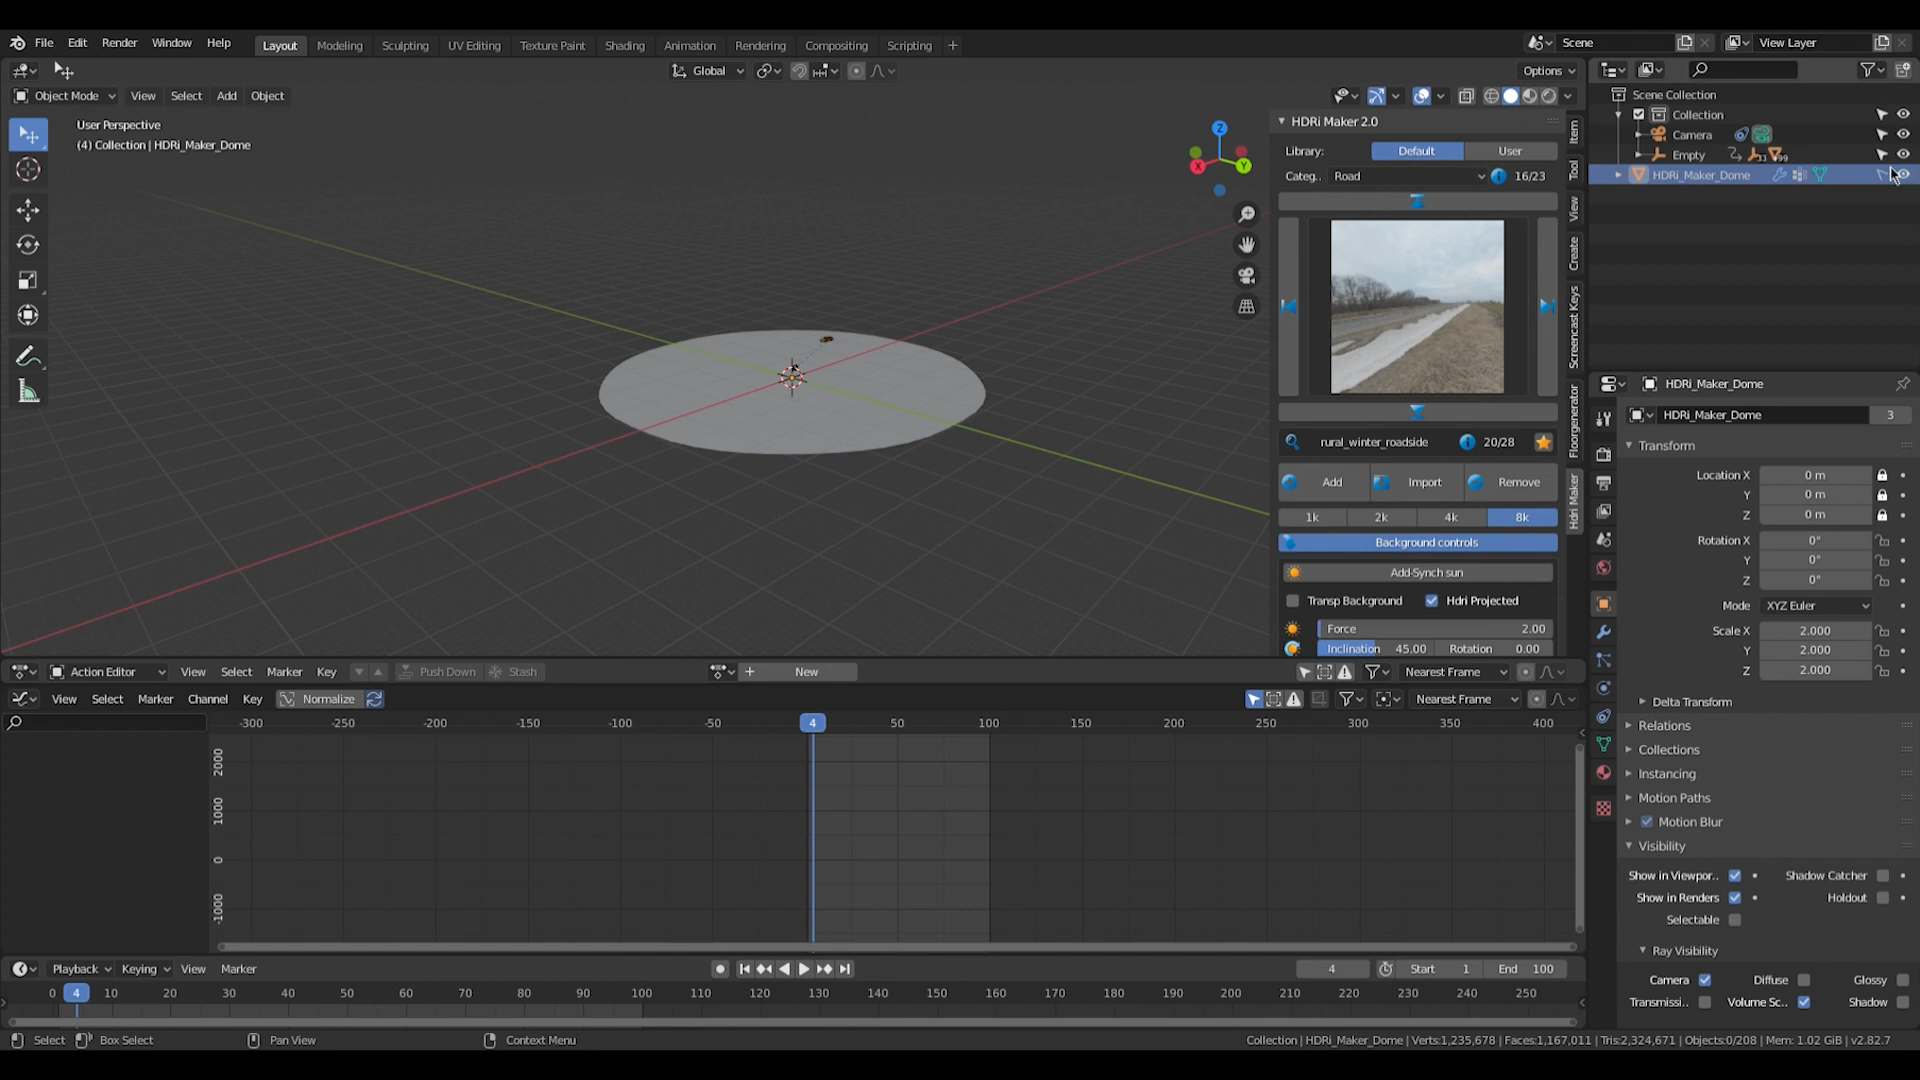 File Edit Render Window Help Layout Modeling Sculpting UV Editing Texture Paint Shading Animation Rendering Compositing Scripting + Scene View Layer
Global Options
Object Mode View Select Add Object
User Perspective
(4) Collection | HDRi_Maker_Dome
Z
X
Y
HDRi Maker 2.0
Library: Default User
Categ.. Road 16/23
rural_winter_roadside 20/28
Add Import Remove
1k 2k 4k 8k
Background controls
Add-Synch sun
Transp Background Hdri Projected
Force 2.00
Inclination 45.00 Rotation 0.00
Item
Tool
View
Create
Screencast Keys
Floorgenerator
Hdri Maker
Scene Collection
Collection
Camera
Empty 33 99
HDRi_Maker_Dome
HDRi_Maker_Dome
HDRi_Maker_Dome 3
Transform
Location X 0 m
Y 0 m
Z 0 m
Rotation X 0°
Y 0°
Z 0°
Mode XYZ Euler
Scale X 2.000
Y 2.000
Z 2.000
Delta Transform
Relations
Collections
Instancing
Motion Paths
Motion Blur
Visibility
Show in Viewpor.. Shadow Catcher
Show in Renders Holdout
Selectable
Ray Visibility
Camera Diffuse Glossy
Transmissi.. Volume Sc.. Shadow
Action Editor View Select Marker Key Push Down Stash + New Nearest Frame
View Select Marker Channel Key Normalize Nearest Frame
-300 -250 -200 -150 -100 -50 4 50 100 150 200 250 300 350 400
2000
1000
0
-1000
Playback Keying View Marker 4 Start 1 End 100
0 4 10 20 30 40 50 60 70 80 90 100 110 120 130 140 150 160 170 180 190 200 210 220 230 240 250
Select Box Select Pan View Context Menu Collection | HDRi_Maker_Dome | Verts:1,235,678 | Faces:1,167,011 | Tris:2,324,671 | Objects:0/208 | Mem: 1.02 GiB | v2.82.7